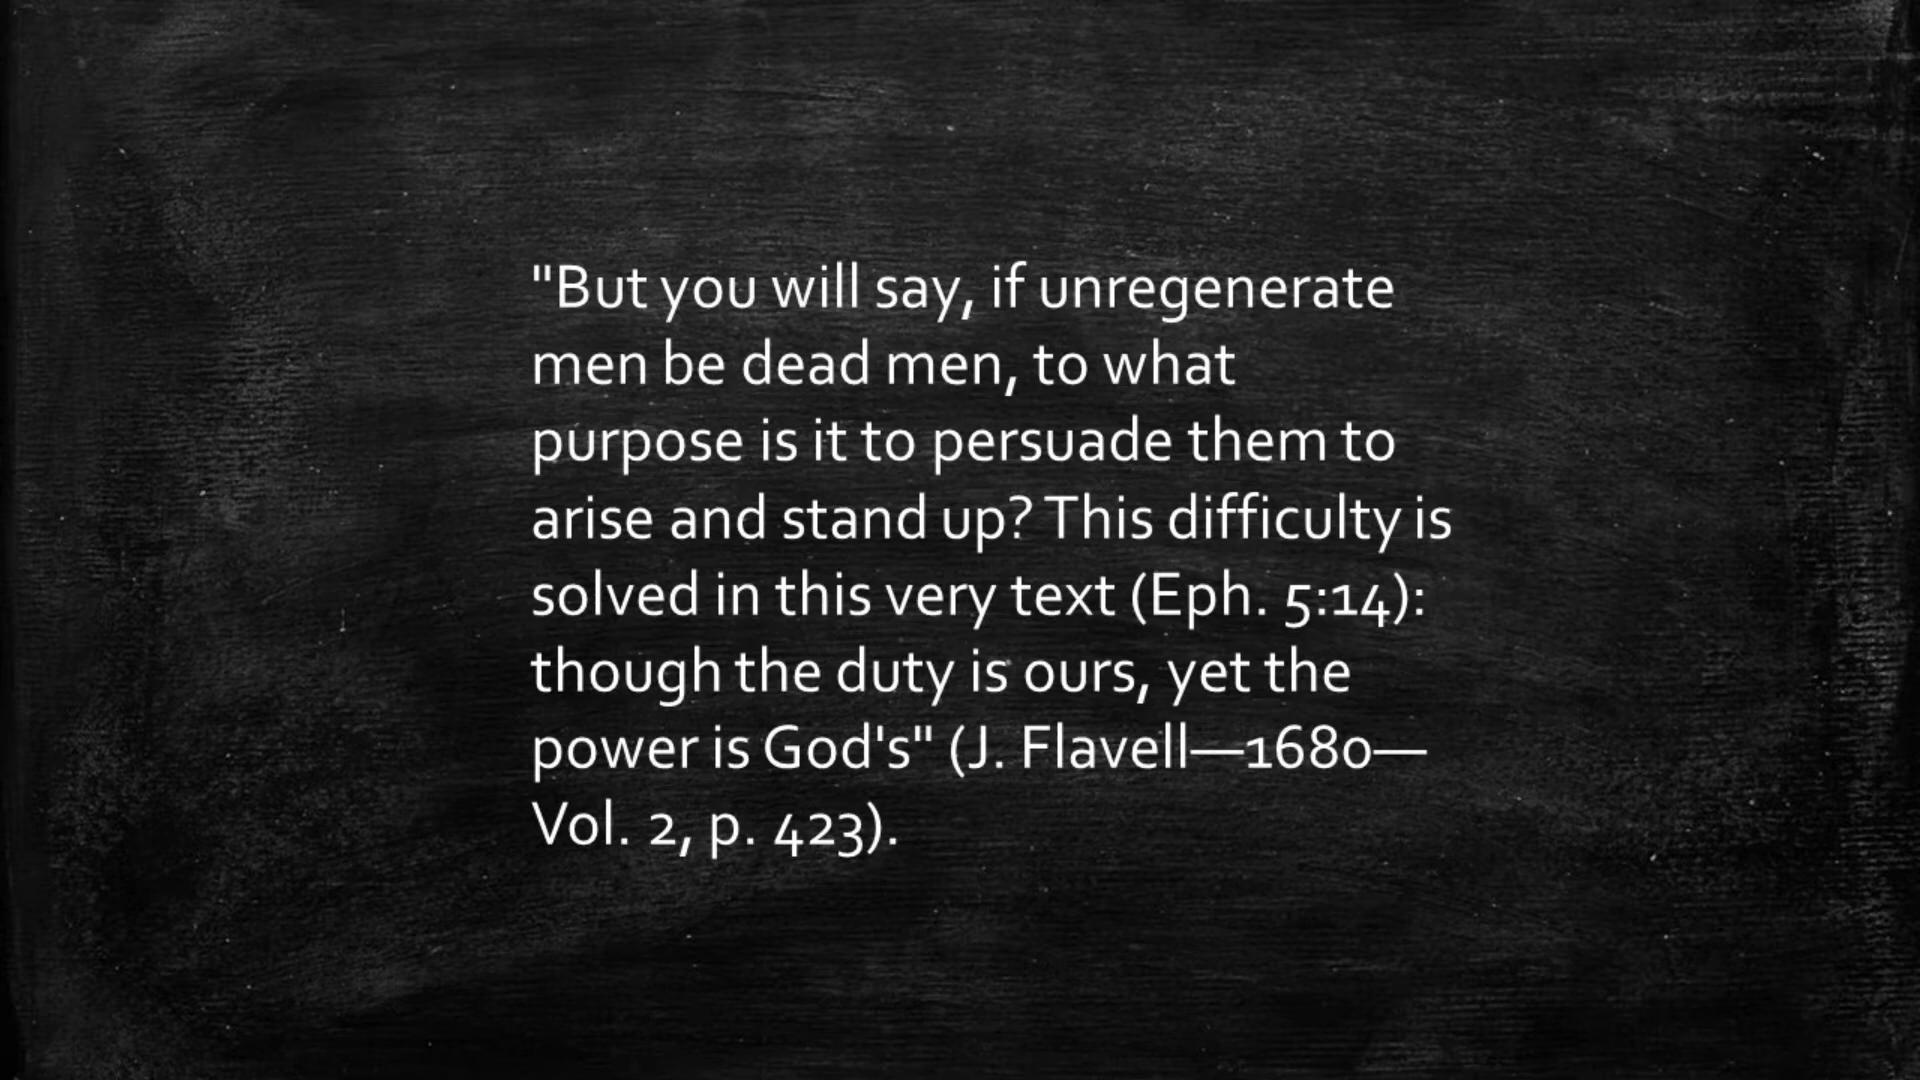 "But you will say, if unregenerate
men be dead men, to what
purpose is it to persuade them to
arise and stand up? This difficulty is
solved in this very text (Eph. 5:14):
though the duty is ours, yet the
power is God's" (J. Flavell—1680—
Vol. 2, p. 423).